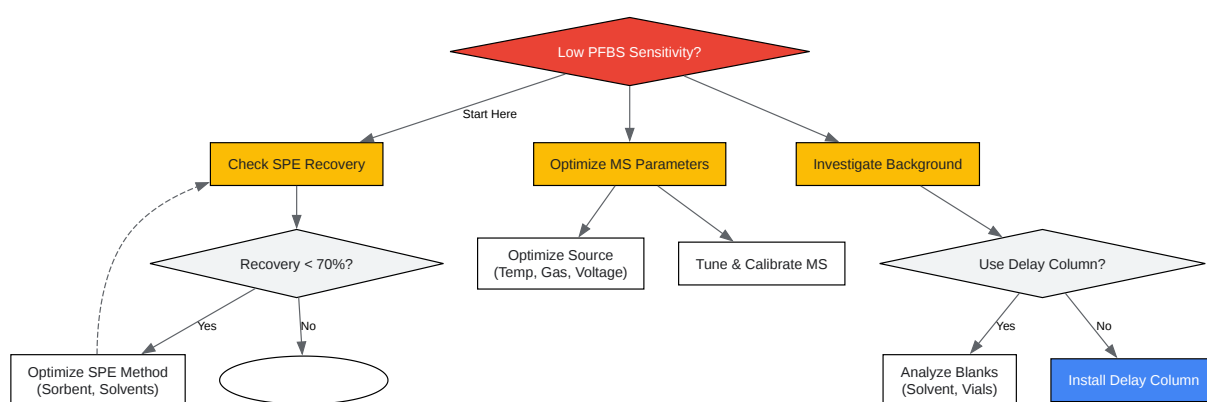 Low PFBS Sensitivity?
Start Here
Check SPE Recovery
Optimize MS Parameters
Investigate Background
Recovery < 70%?
Optimize Source
(Temp, Gas, Voltage)
Tune & Calibrate MS
Use Delay Column?
Yes
No
Yes
No
Optimize SPE Method
(Sorbent, Solvents)
Analyze Blanks
(Solvent, Vials)
Install Delay Column